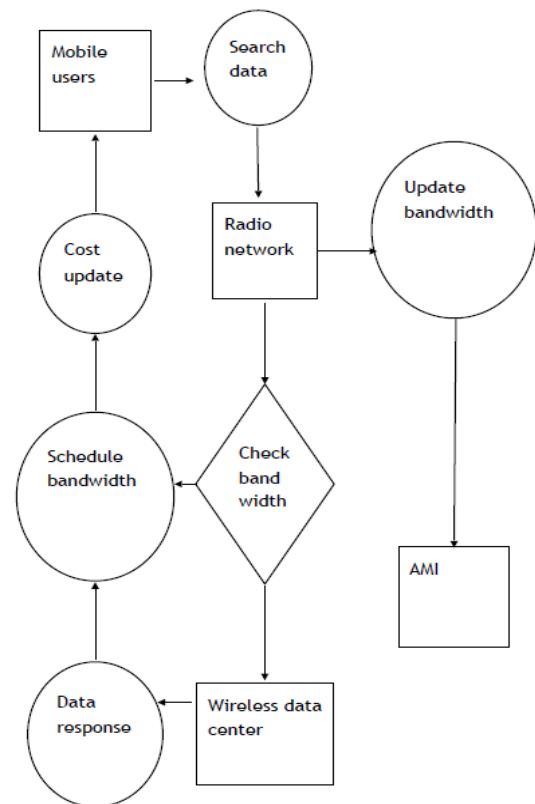 Mobile
users
Search
data
Update
bandwidth
Radio
network
Cost
update
Check
band
width
Schedule
bandwidth
AMI
Data
response
Wireless data
center